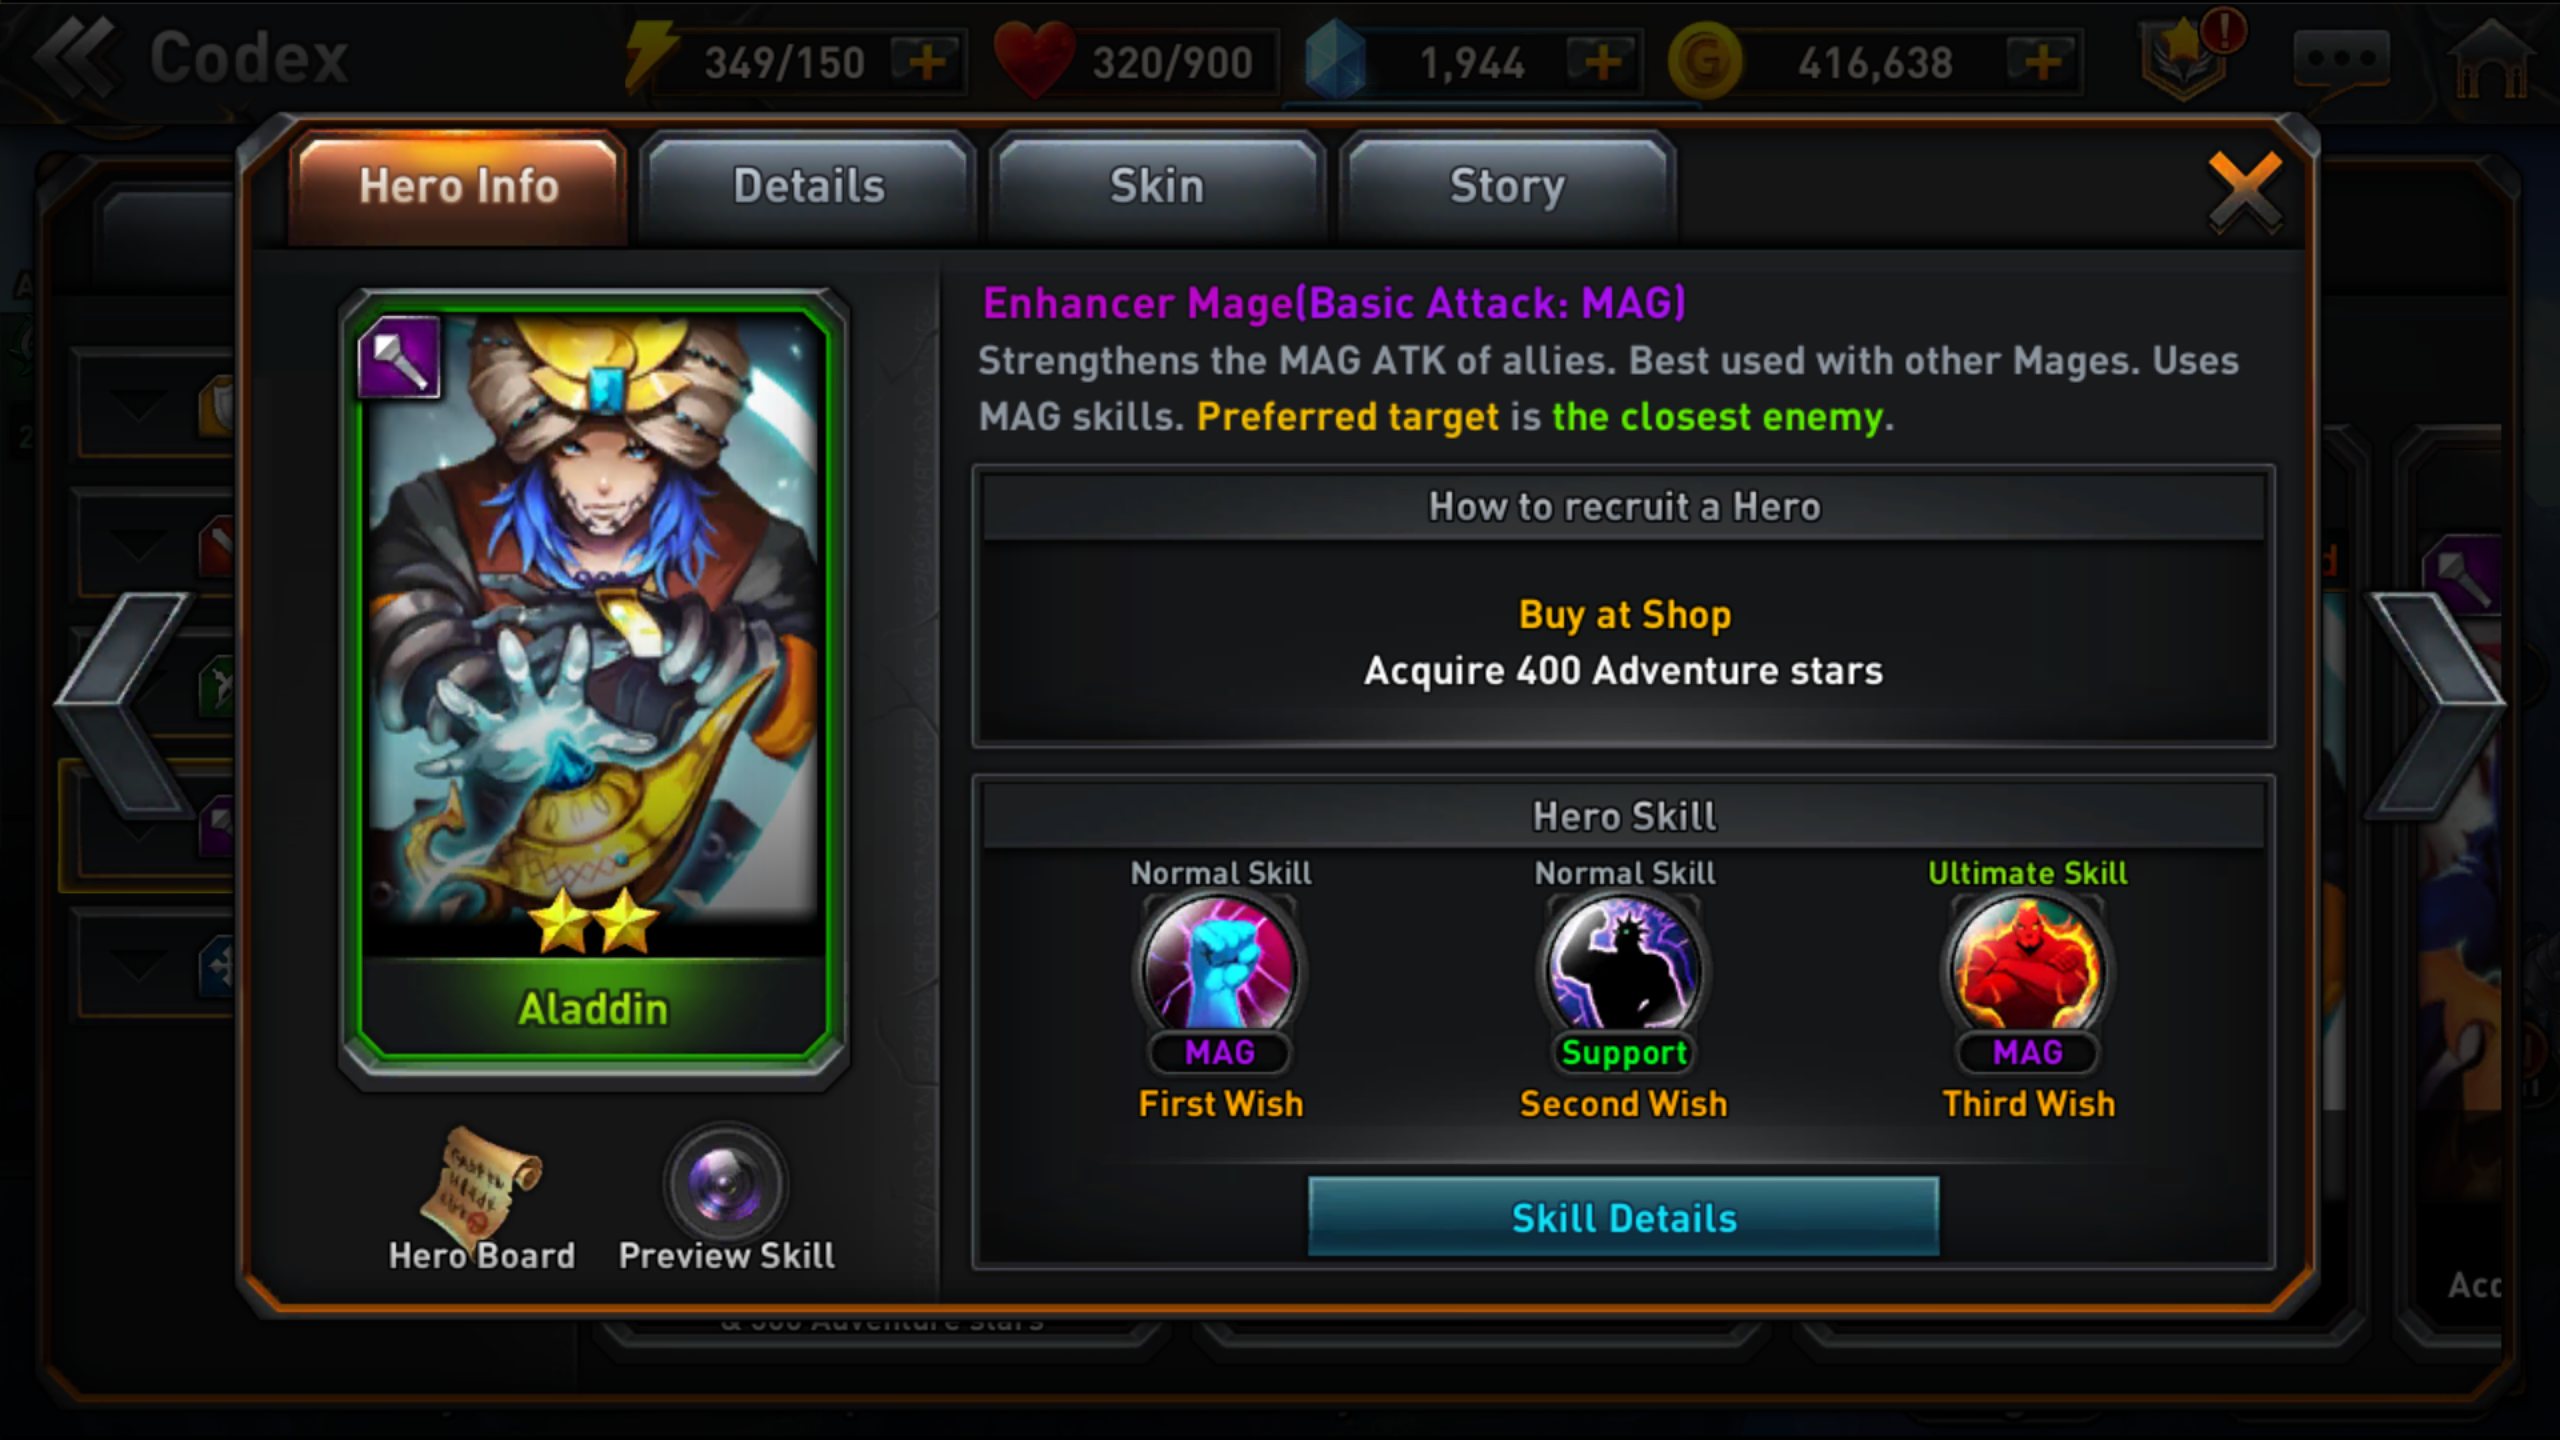 Codex
349/150
320/900
1,944
416,638
Hero Info
Details
Skin
Story
Enhancer Mage(Basic Attack: MAG)
Strengthens the MAG ATK of allies. Best used with other Mages. Uses
MAG skills. Preferred target is the closest enemy.
How to recruit a Hero
Buy at Shop
Acquire 400 Adventure stars
Hero Skill
Normal Skill
Normal Skill
Ultimate Skill
MAG
Support
MAG
First Wish
Second Wish
Third Wish
Skill Details
Aladdin
Hero Board
Preview Skill
Adventure stars